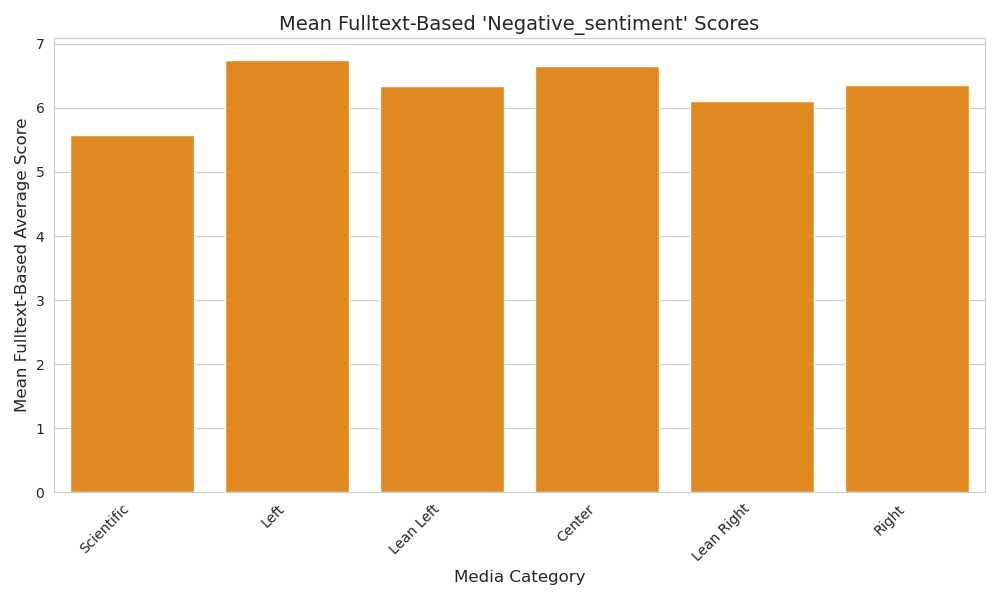 Mean Fulltext-Based 'Negative_sentiment' Scores
Mean Fulltext-Based Average Score
7
6
5
4
3
2
1
0
Scientific
Left
Lean Left
Center
Lean Right
Right
Media Category